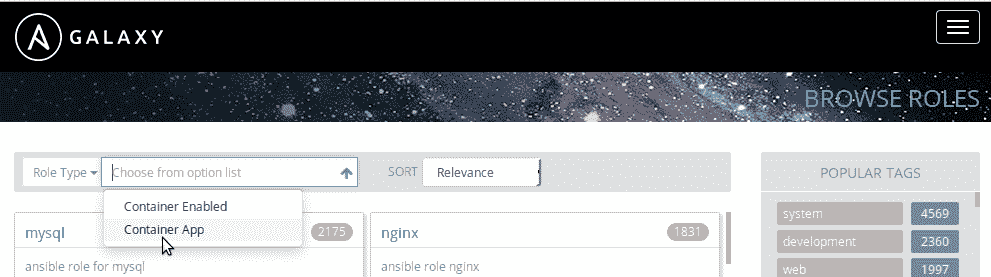 GALAXY
BROWSE ROLES
Role Type Choose from option list SORT Relevance
Container Enabled
Container App
mysql 2175 nginx 1831
ansible role for mysql ansible role nginx
POPULAR TAGS
system 4569
development 2360
web 1997